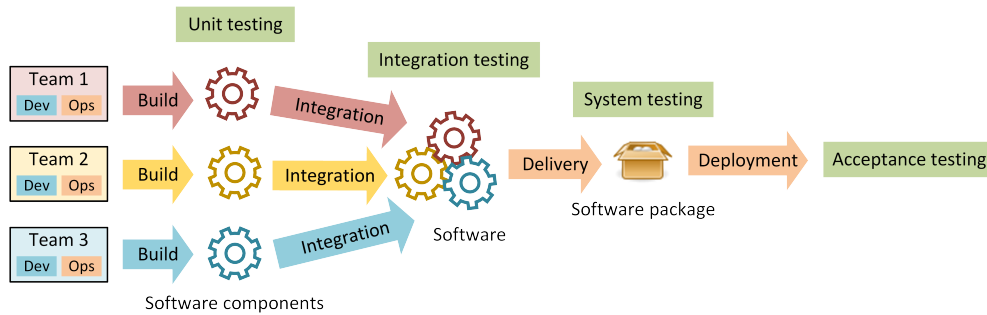 Unit testing
Integration testing
System testing
Acceptance testing
Team 1
Dev Ops
Build
Integration
Team 2
Dev Ops
Build
Integration
Team 3
Dev Ops
Build
Integration
Delivery
Deployment
Software components
Software
Software package